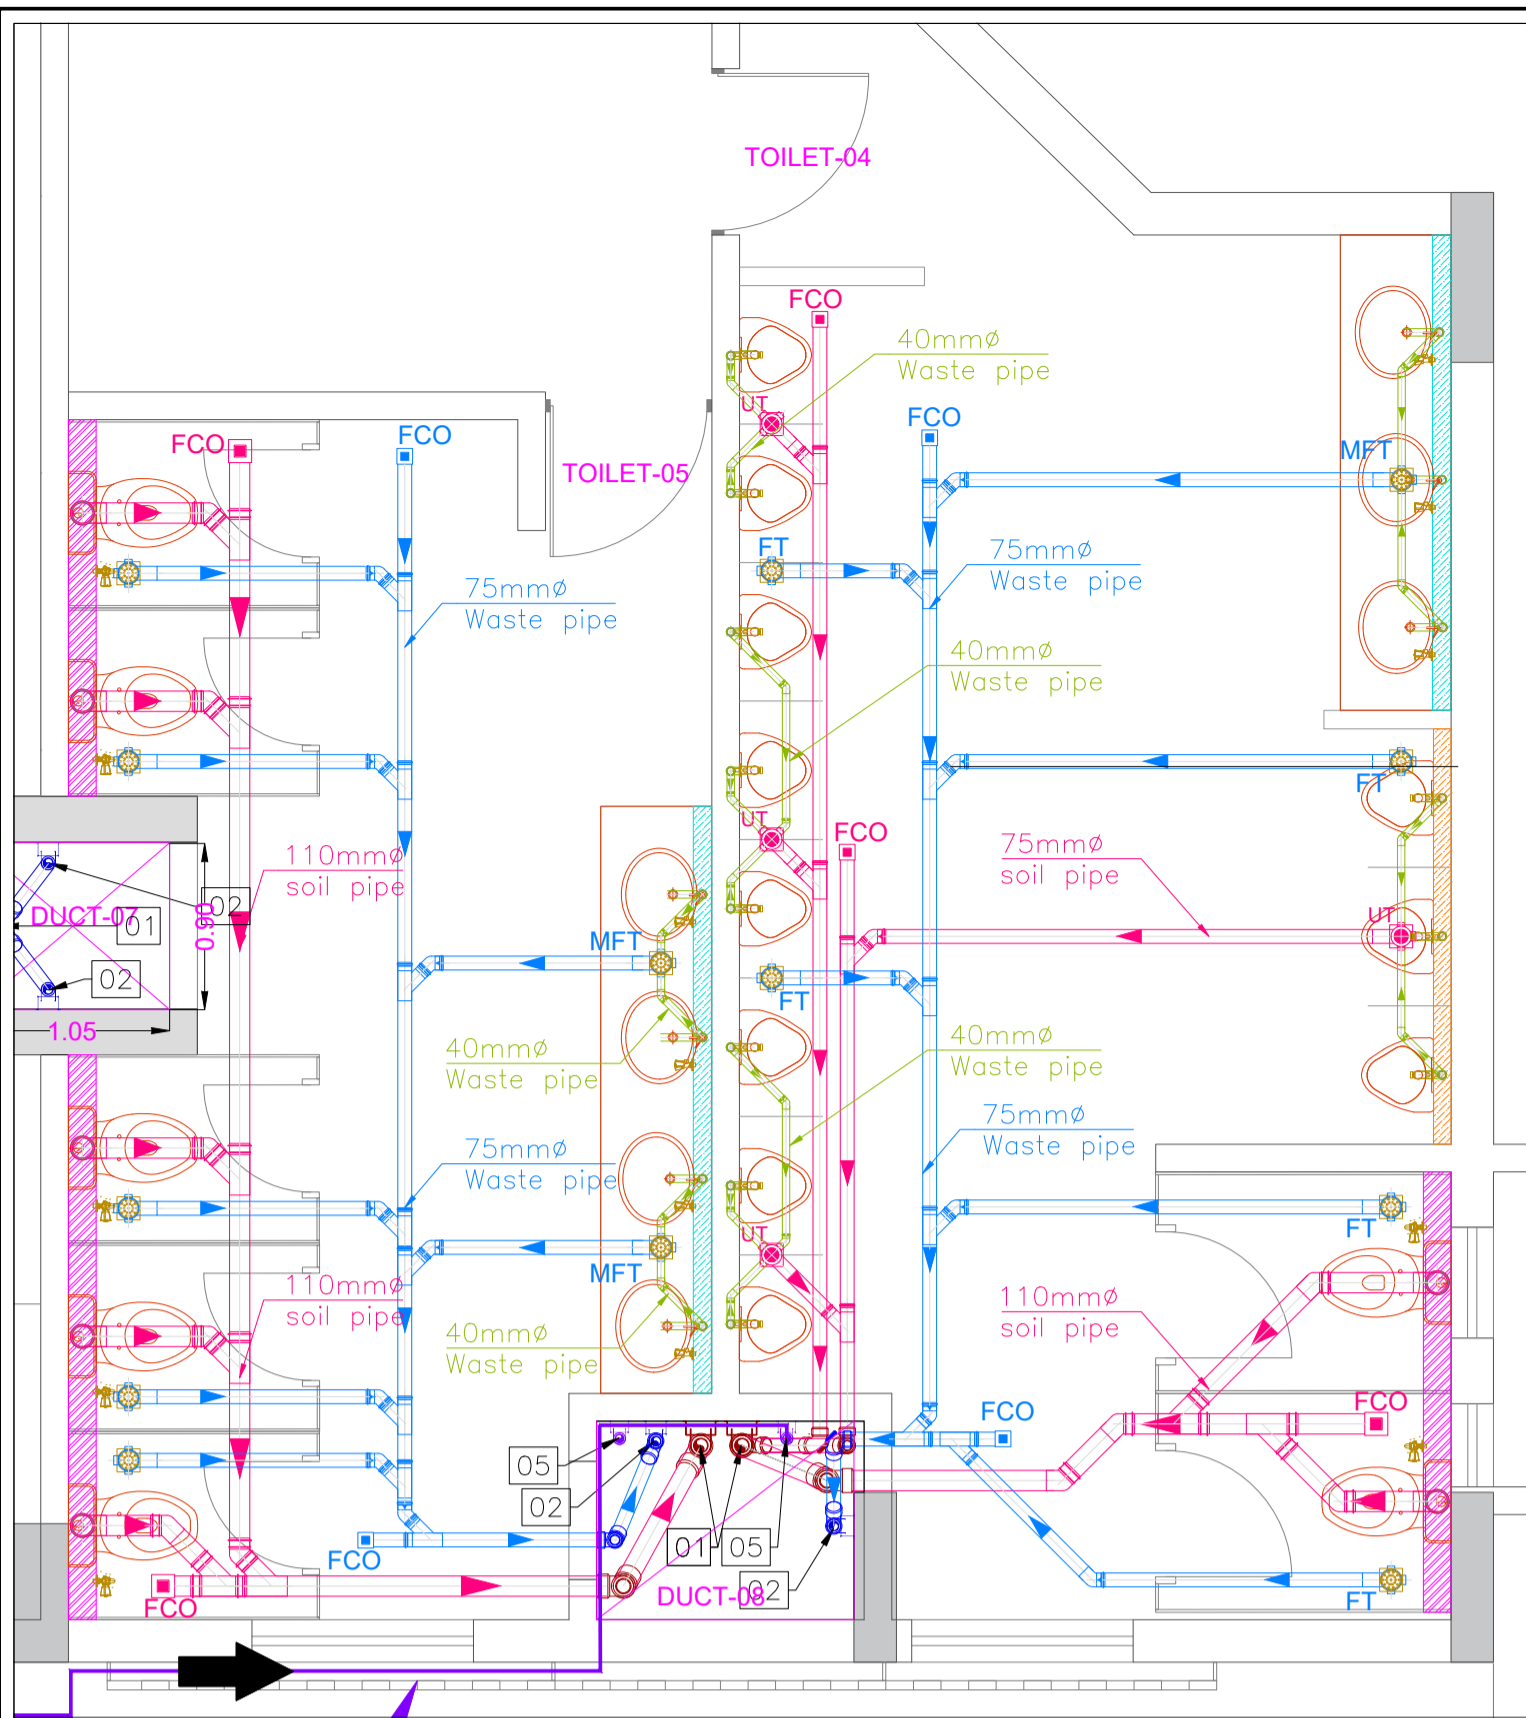 TOILET-04
FCO
40mmø
Waste pipe
UT
FCO
FCO
FCO
MFT
TOILET-05
FT
75mmø
Waste pipe
75mmø
Waste pipe
40mmø
Waste pipe
FT
UT
FCO
110mmø
soil pipe
75mmø
soil pipe
02
DUCT-07
01
0.90
UT
MFT
02
FT
1.05
40mmø
Waste pipe
40mmø
Waste pipe
75mmø
Waste pipe
75mmø
Waste pipe
FT
UT
MFT
110mmø
soil pipe
110mmø
soil pipe
40mmø
Waste pipe
FCO
FCO
05
02
FCO
01
05
02
DUCT-08
FCO
FT